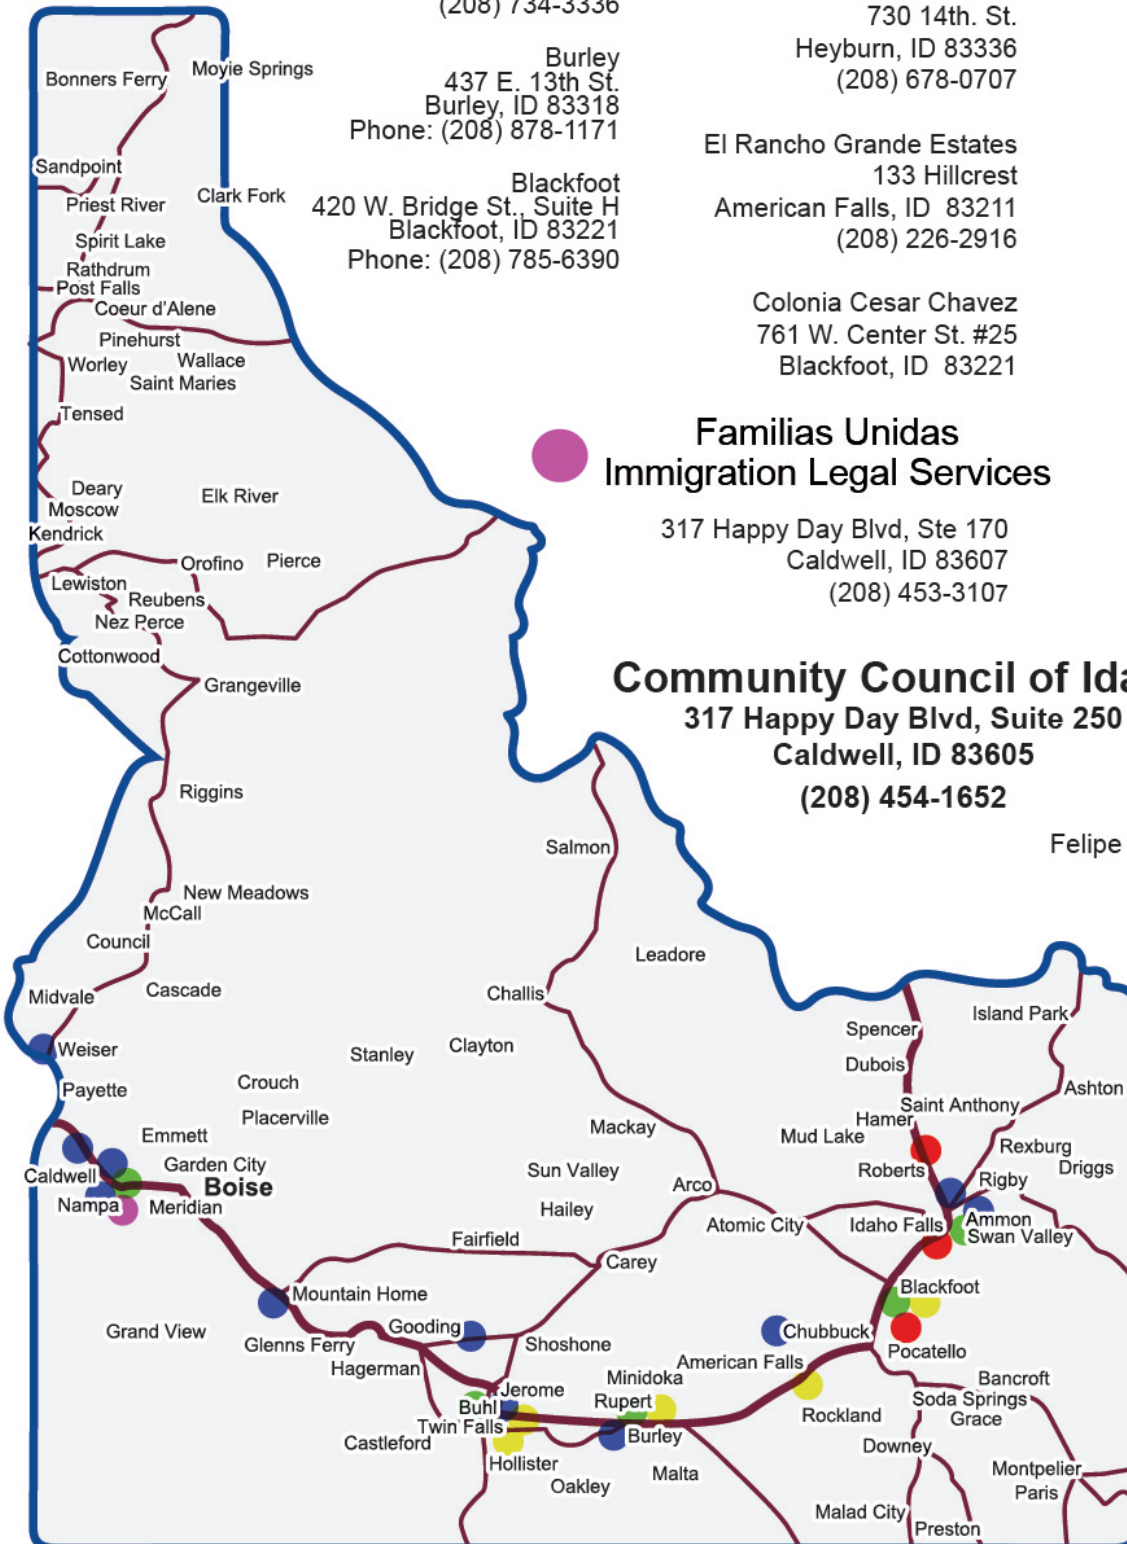 (208) 734-3336
Burley
437 E. 13th St.
Burley, ID 83318
Phone: (208) 878-1171
Blackfoot
420 W. Bridge St., Suite H
Blackfoot, ID 83221
Phone: (208) 785-6390
730 14th. St.
Heyburn, ID 83336
(208) 678-0707
El Rancho Grande Estates
133 Hillcrest
American Falls, ID 83211
(208) 226-2916
Colonia Cesar Chavez
761 W. Center St. #25
Blackfoot, ID 83221
Familias Unidas
Immigration Legal Services
317 Happy Day Blvd, Ste 170
Caldwell, ID 83607
(208) 453-3107
Community Council of Ida
317 Happy Day Blvd, Suite 250
Caldwell, ID 83605
(208) 454-1652
Felipe
Moyie Springs
Bonners Ferry
Sandpoint
Clark Fork
Priest River
Spirit Lake
Rathdrum
Post Falls
Coeur d'Alene
Pinehurst
Wallace
Worley
Saint Maries
Tensed
Deary
Elk River
Moscow
Kendrick
Orofino
Pierce
Lewiston
Reubens
Nez Perce
Cottonwood
Grangeville
Riggins
Salmon
New Meadows
McCall
Council
Leadore
Cascade
Midvale
Challis
Island Park
Spencer
Weiser
Stanley
Clayton
Dubois
Payette
Crouch
Ashton
Saint Anthony
Placerville
Hamer
Emmett
Mackay
Mud Lake
Rexburg
Garden City
Sun Valley
Roberts
Driggs
Caldwell
Boise
Arco
Rigby
Nampa
Meridian
Hailey
Atomic City
Idaho Falls
Ammon
Swan Valley
Fairfield
Carey
Blackfoot
Mountain Home
Grand View
Gooding
Chubbuck
Glenns Ferry
Shoshone
Pocatello
Hagerman
American Falls
Minidoka
Bancroft
Jerome
Rupert
Soda Springs
Buhl
Rockland
Grace
Twin Falls
Burley
Castleford
Downey
Hollister
Malta
Montpelier
Oakley
Paris
Malad City
Preston